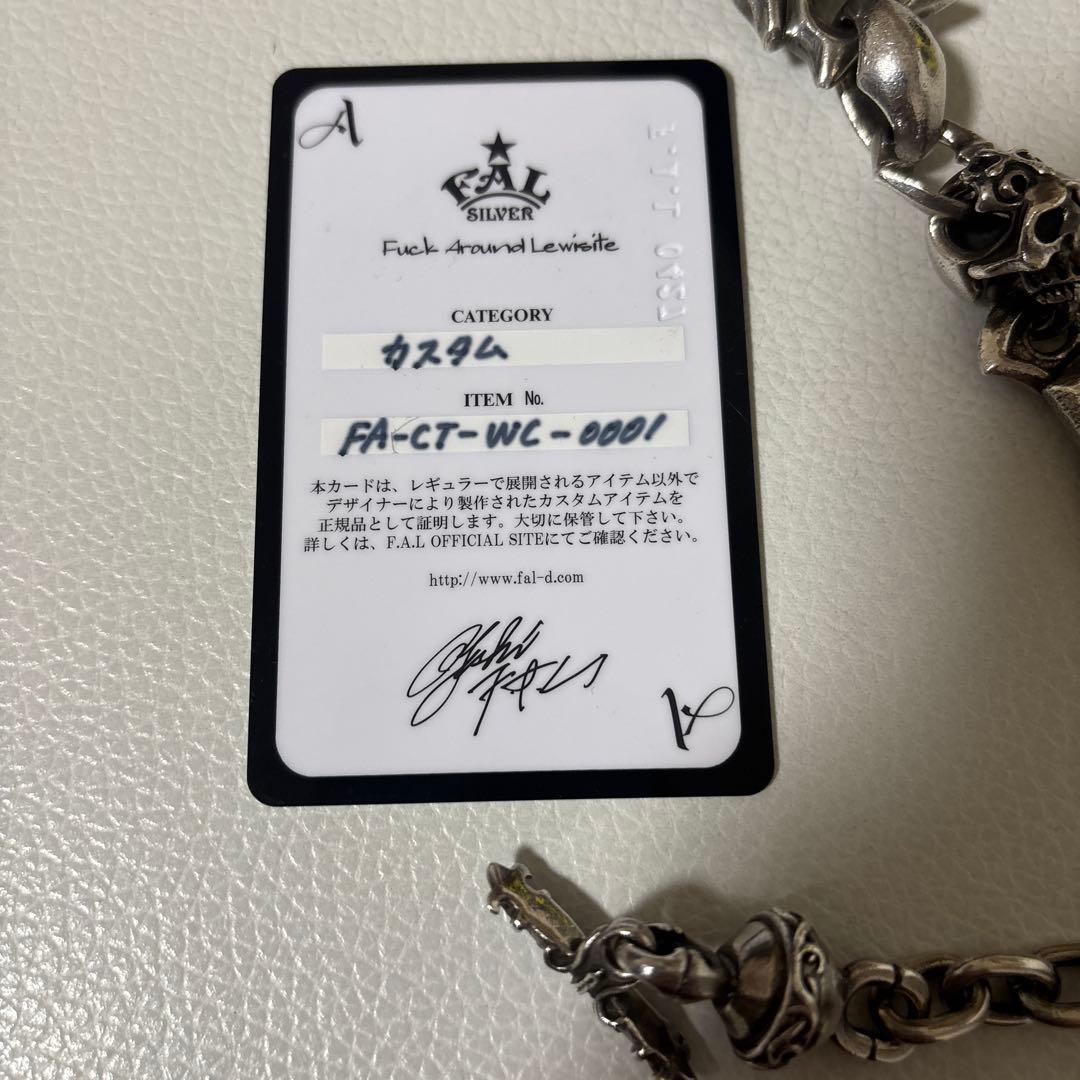 A
FAL
SILVER
Fuck Around Lewisite
CATEGORY
カスタム
ITEM No.
FA-CT-WC-0001
本カードは、レギュラーで展開されるアイテム以外で
デザイナーにより製作されたカスタムアイテムを
正規品として証明します。大切に保管して下さい。
詳しくは、F.A.L OFFICIAL SITEにてご確認ください。
http://www.fal-d.com
A